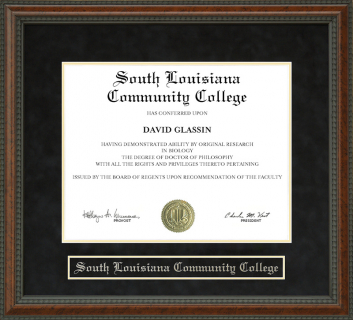 South Louisiana
Community College
HAS CONFERRED UPON
DAVID GLASSIN
HAVING DEMONSTRATED ABILITY BY ORIGINAL RESEARCH
IN BIOLOGY
THE DEGREE OF DOCTOR OF PHILOSOPHY
WITH ALL THE RIGHTS AND PRIVILEGES THERETO PERTAINING
ISSUED BY THE BOARD OF REGENTS UPON RECOMMENDATION OF THE FACULTY
PROVOST
PRESIDENT
South Louisiana Community College